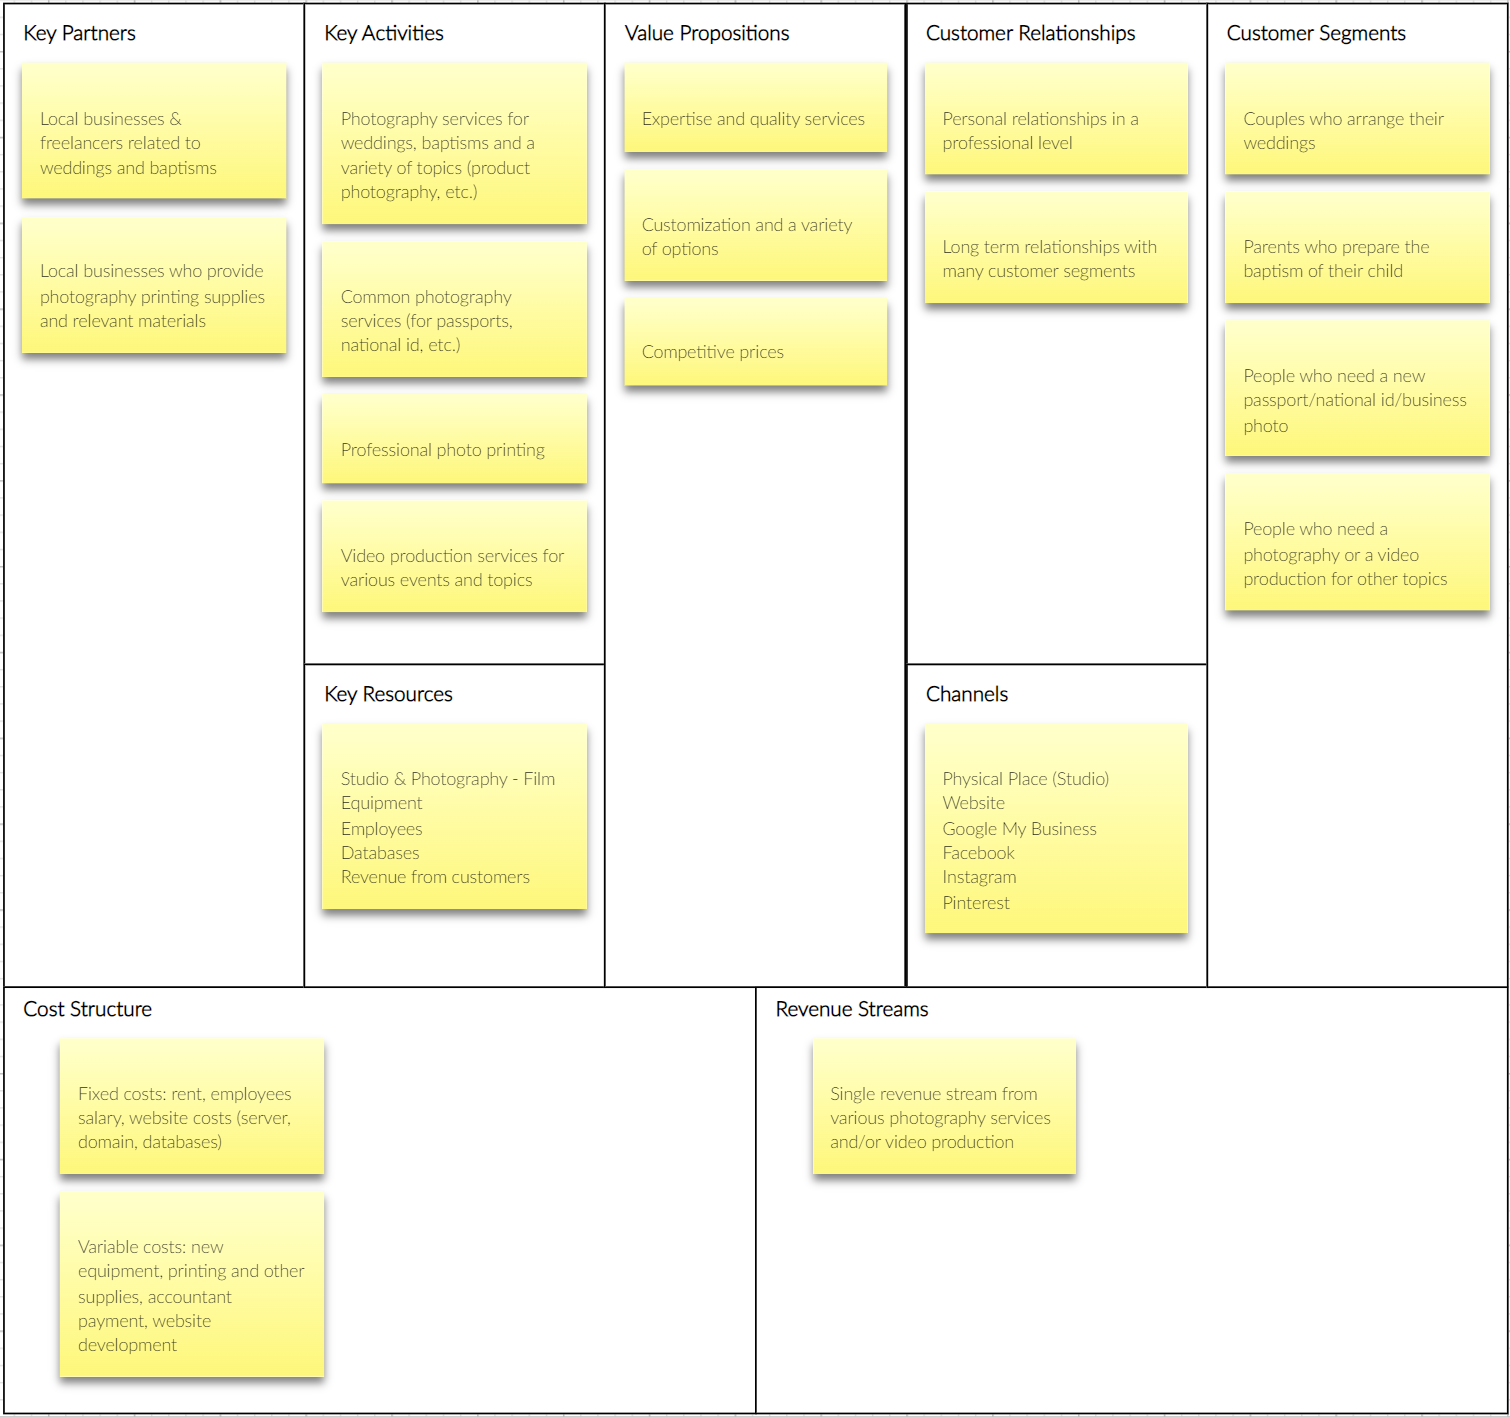 Key Partners
Local businesses &
freelancers related to
weddings and baptisms
Local businesses who provide
photography printing supplies
and relevant materials
Key Activities
Photography services for
weddings, baptisms and a
variety of topics (product
photography, etc.)
Common photography
services (for passports,
national id, etc.)
Professional photo printing
Video production services for
various events and topics
Key Resources
Studio & Photography - Film
Equipment
Employees
Databases
Revenue from customers
Value Propositions
Expertise and quality services
Customization and a variety
of options
Competitive prices
Customer Relationships
Personal relationships in a
professional level
Long term relationships with
many customer segments
Channels
Physical Place (Studio)
Website
Google My Business
Facebook
Instagram
Pinterest
Customer Segments
Couples who arrange their
weddings
Parents who prepare the
baptism of their child
People who need a new
passport/national id/business
photo
People who need a
photography or a video
production for other topics
Cost Structure
Fixed costs: rent, employees
salary, website costs (server,
domain, databases)
Variable costs: new
equipment, printing and other
supplies, accountant
payment, website
development
Revenue Streams
Single revenue stream from
various photography services
and/or video production